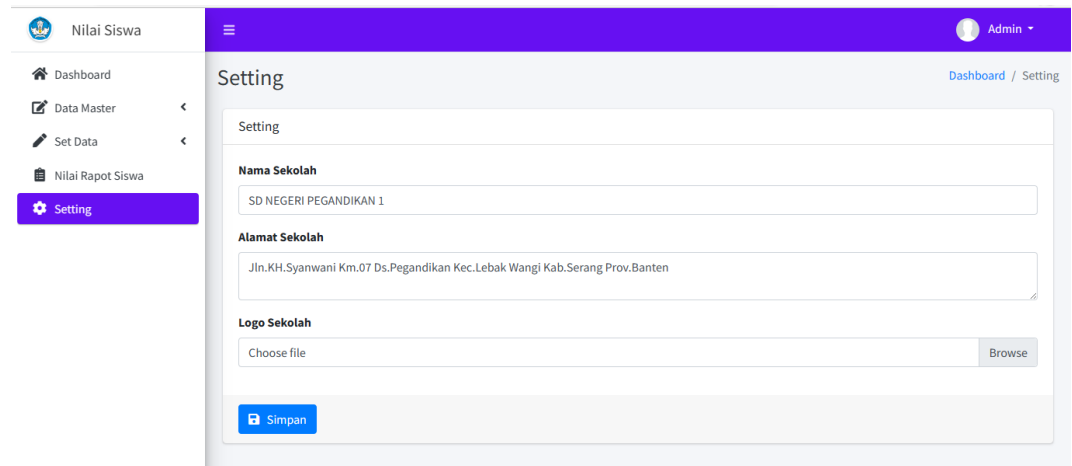 Nilai Siswa
Admin
Dashboard
Data Master
Set Data
Nilai Rapot Siswa
Setting
Setting
Dashboard / Setting
Setting
Nama Sekolah
SD NEGERI PEGANDIKAN 1
Alamat Sekolah
Jln.KH.Syanwani Km.07 Ds.Pegandikan Kec.Lebak Wangi Kab.Serang Prov.Banten
Logo Sekolah
Choose file
Browse
Simpan